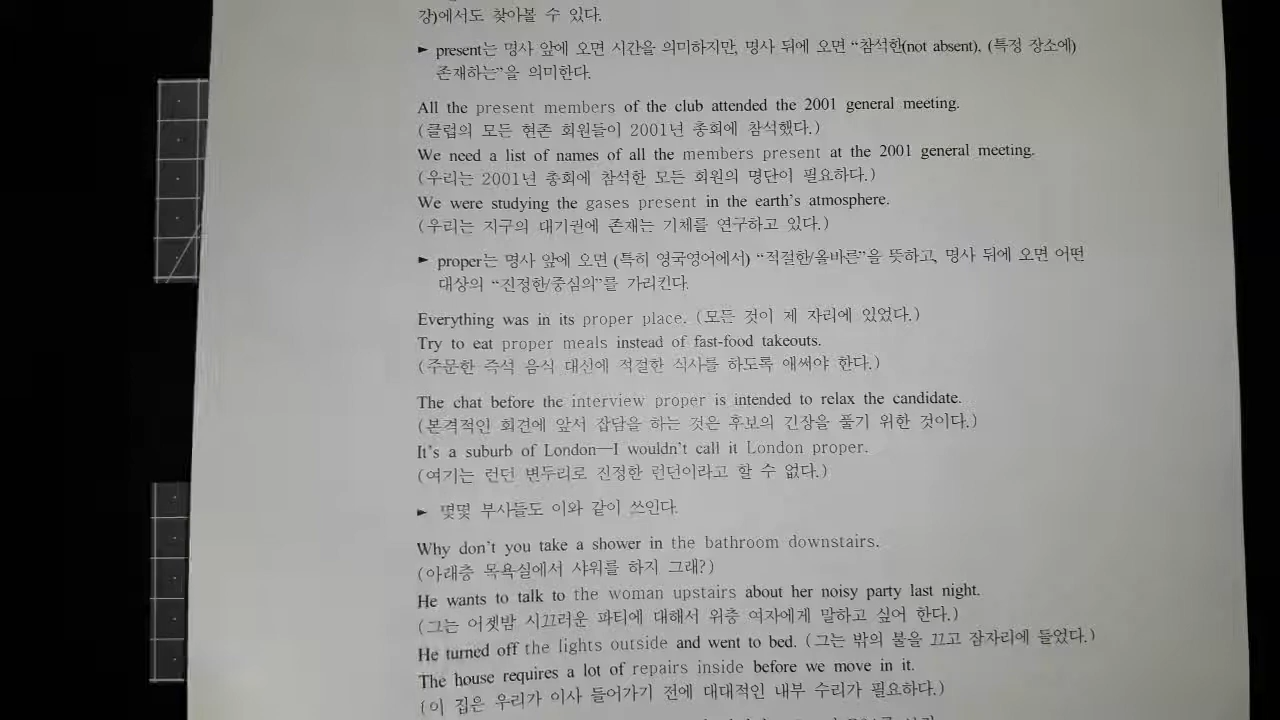 강)에서도 찾아볼 수 있다.
► present는 명사 앞에 오면 시간을 의미하지만, 명사 뒤에 오면 “참석한(not absent), (특정 장소에)
존재하는”을 의미한다.
All the present members of the club attended the 2001 general meeting.
(클럽의 모든 현존 회원들이 2001년 총회에 참석했다.)
We need a list of names of all the members present at the 2001 general meeting.
(우리는 2001년 총회에 참석한 모든 회원의 명단이 필요하다.)
We were studying the gases present in the earth’s atmosphere.
(우리는 지구의 대기권에 존재는 기체를 연구하고 있다.)
► proper는 명사 앞에 오면 (특히 영국영어에서) “적절한/올바른”을 뜻하고, 명사 뒤에 오면 어떤
대상의 “진정한/중심의”를 가리킨다.
Everything was in its proper place. (모든 것이 제 자리에 있었다.)
Try to eat proper meals instead of fast-food takeouts.
(주문한 즉석 음식 대신에 적절한 식사를 하도록 애써야 한다.)
The chat before the interview proper is intended to relax the candidate.
(본격적인 회견에 앞서 잡담을 하는 것은 후보의 긴장을 풀기 위한 것이다.)
It’s a suburb of London—I wouldn’t call it London proper.
(여기는 런던 변두리로 진정한 런던이라고 할 수 없다.)
► 몇몇 부사들도 이와 같이 쓰인다.
Why don’t you take a shower in the bathroom downstairs.
(아래층 목욕실에서 샤워를 하지 그래?)
He wants to talk to the woman upstairs about her noisy party last night.
(그는 어젯밤 시끄러운 파티에 대해서 위층 여자에게 말하고 싶어 한다.)
He turned off the lights outside and went to bed. (그는 밖의 불을 끄고 잠자리에 들었다.)
The house requires a lot of repairs inside before we move in it.
(이 집은 우리가 이사 들어가기 전에 대대적인 내부 수리가 필요하다.)